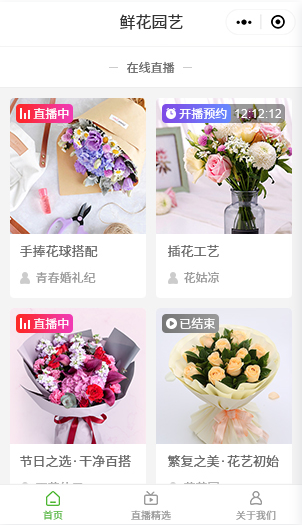 鲜花园艺
在线直播
直播中
开播预约 12:12:12
手捧花球搭配
插花工艺
青春婚礼纪
花姑凉
直播中
已结束
节日之选·干净百搭
繁复之美·花艺初始
首页
直播精选
关于我们